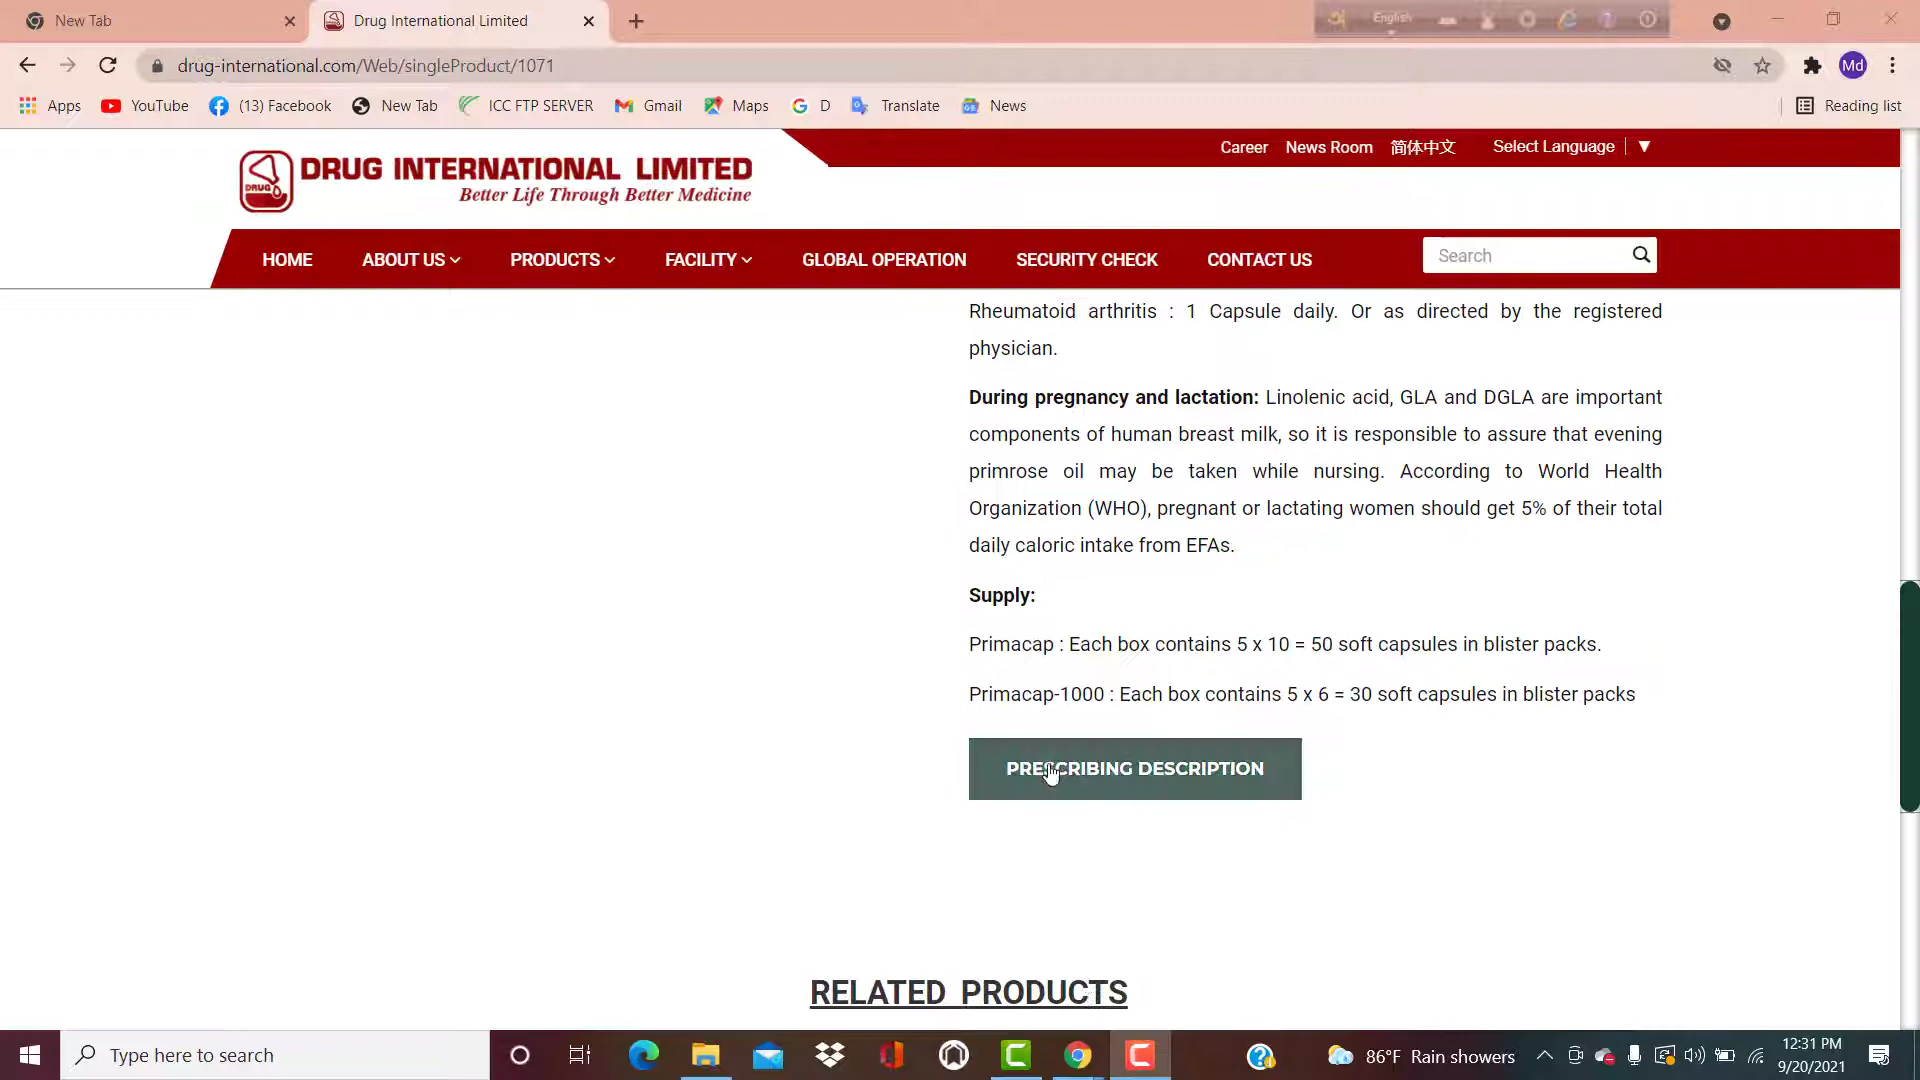 New Tab
Drug International Limited
English
drug-international.com/Web/singleProduct/1071
Md
Apps
YouTube
(13) Facebook
New Tab
ICC FTP SERVER
Gmail
Maps
D
Translate
News
Reading list
Career
News Room
简体中文
Select Language
DRUG
DRUG INTERNATIONAL LIMITED
Better Life Through Better Medicine
HOME
ABOUT US
PRODUCTS
FACILITY
GLOBAL OPERATION
SECURITY CHECK
CONTACT US
Search
Rheumatoid arthritis : 1 Capsule daily. Or as directed by the registered
physician.
During pregnancy and lactation: Linolenic acid, GLA and DGLA are important
components of human breast milk, so it is responsible to assure that evening
primrose oil may be taken while nursing. According to World Health
Organization (WHO), pregnant or lactating women should get 5% of their total
daily caloric intake from EFAs.
Supply:
Primacap : Each box contains 5 x 10 = 50 soft capsules in blister packs.
Primacap-1000 : Each box contains 5 x 6 = 30 soft capsules in blister packs
PRESCRIBING DESCRIPTION
RELATED PRODUCTS
Type here to search
86°F Rain showers
12:31 PM
9/20/2021